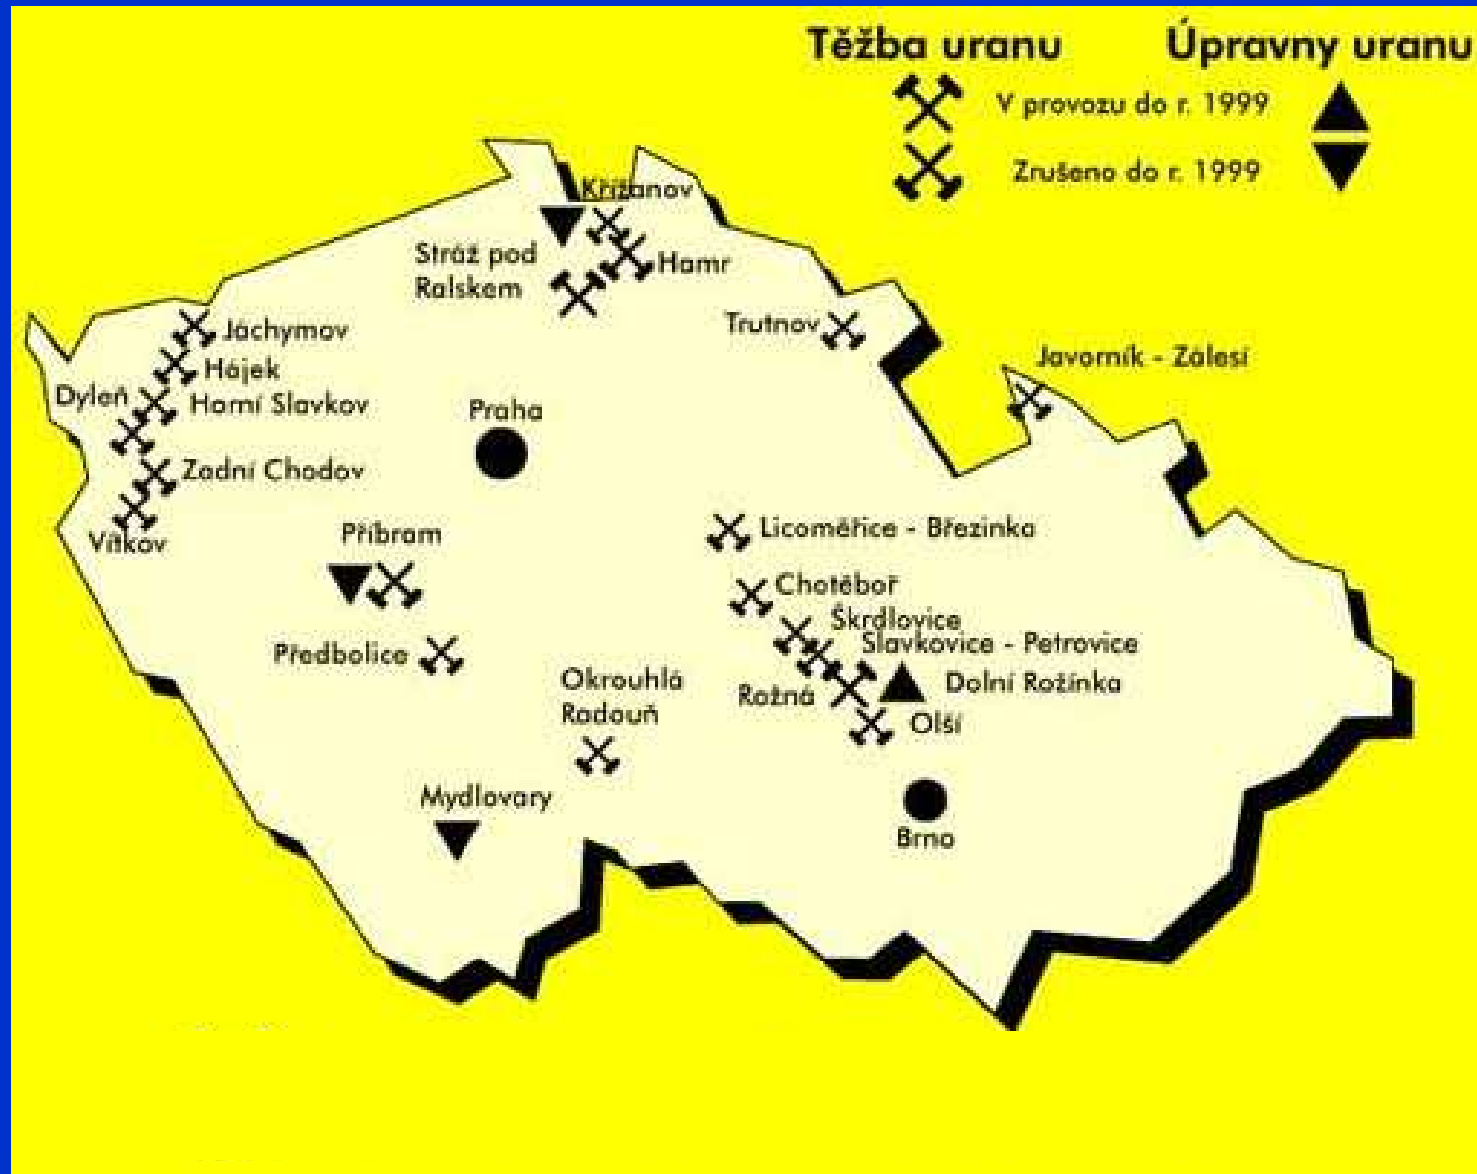 Těžba uranu
Úpravny uranu
V provozu do r. 1999
Zrušeno do r. 1999
Křížanov
Stráž pod
Ralskem
Hamr
Trutnov
Javorník - Zálesí
Jáchymov
Hájek
Dyleň
Horní Slavkov
Praha
Zadní Chodov
Vítkov
Příbram
Licoměřice - Březinka
Chotěboř
Škrdlovice
Slavkovice - Petrovice
Předbolice
Okrouhlá
Radouň
Rožná
Dolní Rožínka
Olší
Mydlovary
Brno